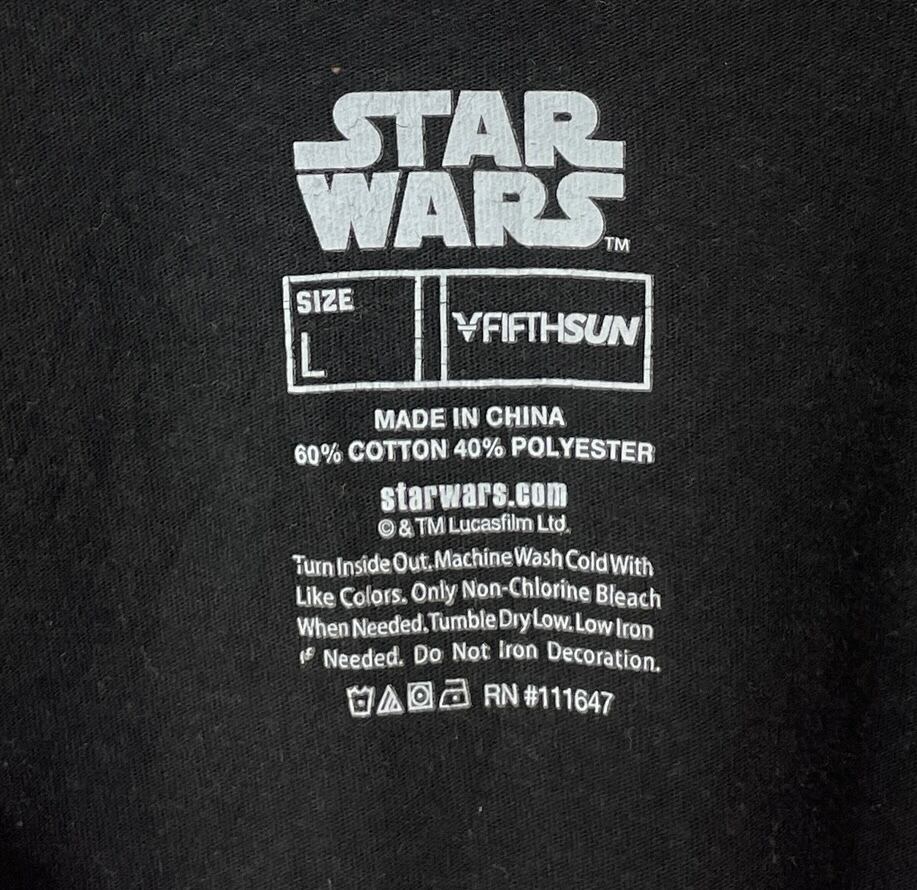 STAR
WARS™
SIZE
L
FIFTHSUN
MADE IN CHINA
60% COTTON 40% POLYESTER
starwars.com
© & TM Lucasfilm Ltd.
Turn Inside Out. Machine Wash Cold With
Like Colors. Only Non-Chlorine Bleach
When Needed. Tumble Dry Low. Low Iron
If Needed. Do Not Iron Decoration.
RN #111647